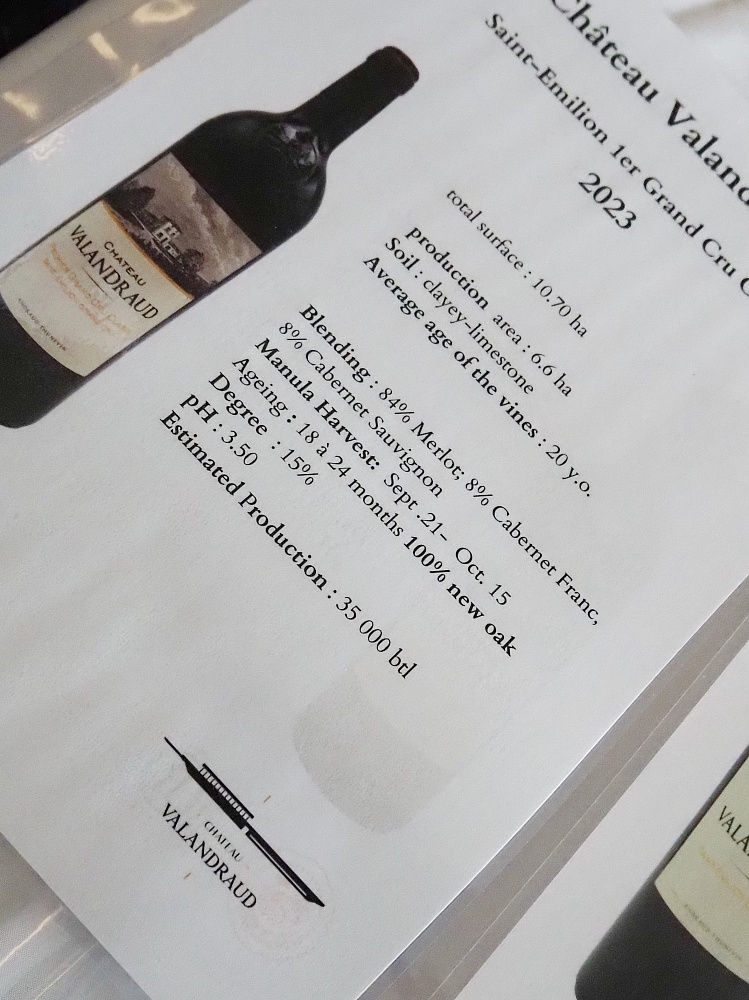 Château Valand
Saint-Emilion 1er Grand Cru C
2023
total surface : 10.70 ha
production area : 6.6 ha
Soil : clayey-limestone
Average age of the vines : 20 y.o.
Blending : 84% Merlot; 8% Cabernet Franc,
8% Cabernet Sauvignon
Manula Harvest: Sept .21- Oct. 15
Ageing : 18 à 24 months 100% new oak
Degree : 15%
pH : 3.50
Estimated Production : 35 000 btl
CHATEAU
VALANDRAUD
CHATEAU
VALANDRAUD
VALA